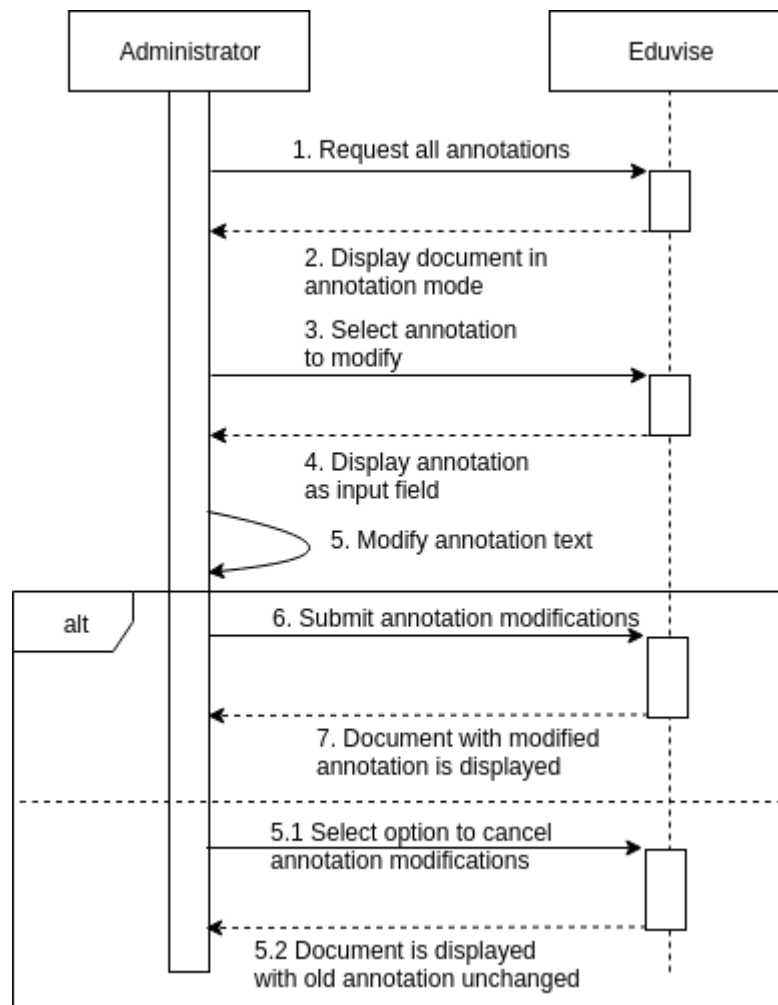 Administrator
Eduvise
1. Request all annotations
2. Display document in
annotation mode
3. Select annotation
to modify
4. Display annotation
as input field
5. Modify annotation text
alt
6. Submit annotation modifications
7. Document with modified
annotation is displayed
5.1 Select option to cancel
annotation modifications
5.2 Document is displayed
with old annotation unchanged